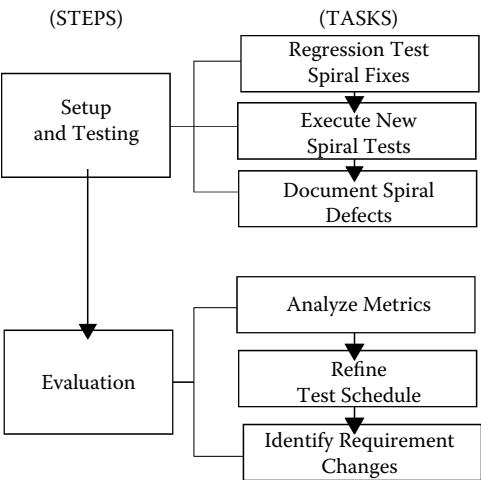 (STEPS)
(TASKS)
Setup
and Testing
Regression Test
Spiral Fixes
Execute New
Spiral Tests
Document Spiral
Defects
Evaluation
Analyze Metrics
Refine
Test Schedule
Identify Requirement
Changes